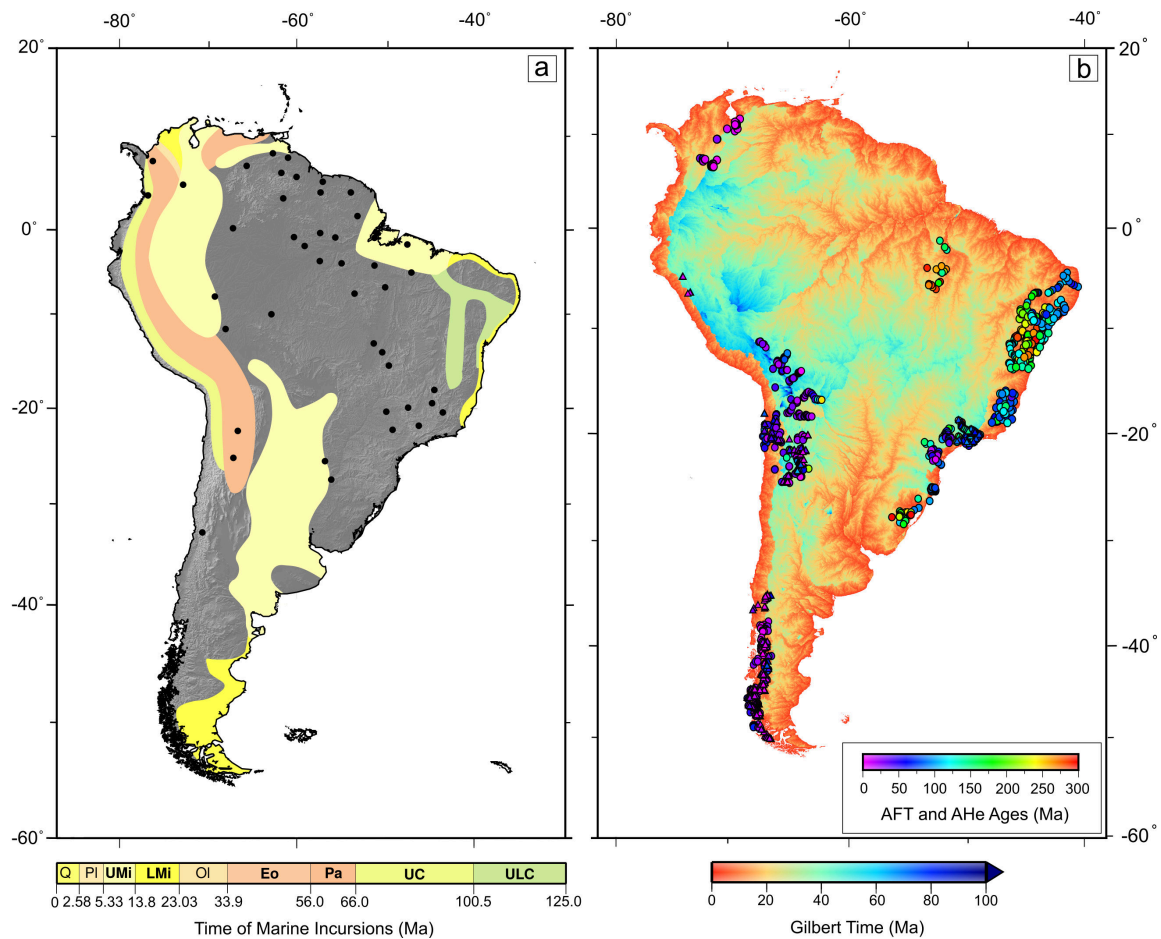 -80° -60° -40°
20°
0°
-20°
-40°
-60°
a
Q Pl UMi LMi Ol Eo Pa UC ULC
0 2.58 5.33 13.8 23.03 33.9 56.0 66.0 100.5 125.0
Time of Marine Incursions (Ma)
-80° -60° -40°
20°
0°
-20°
-40°
-60°
b
0 50 100 150 200 250 300
AFT and AHe Ages (Ma)
0 20 40 60 80 100
Gilbert Time (Ma)